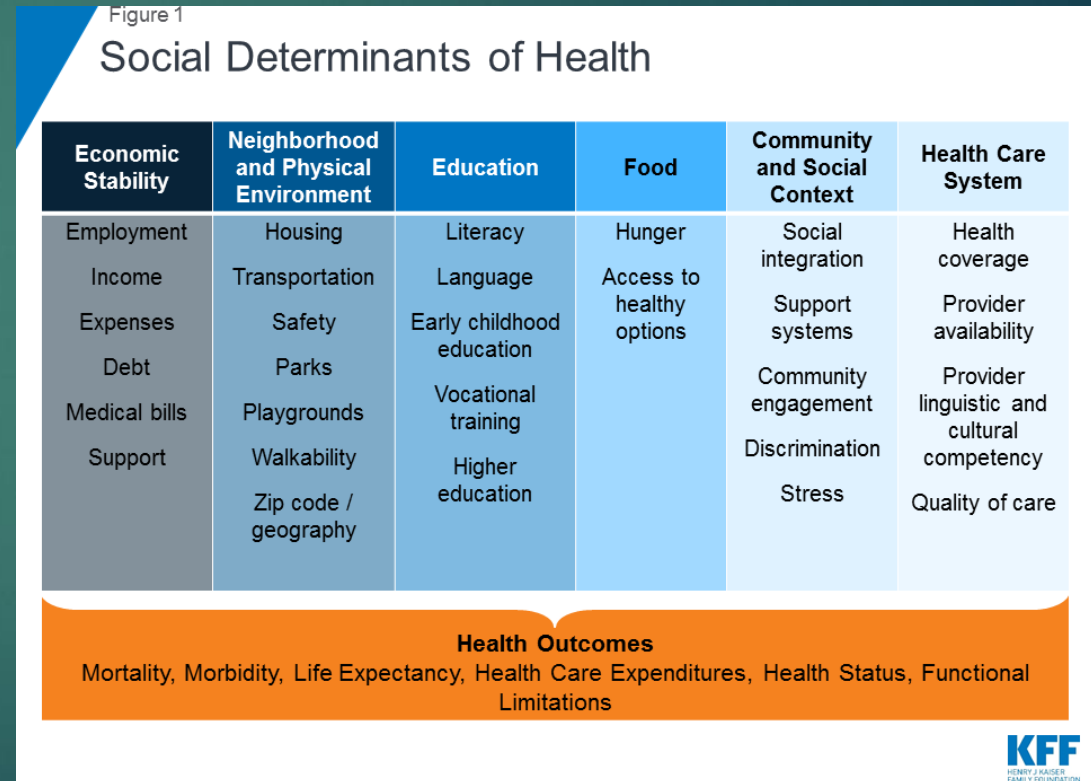 Figure 1
Social Determinants of Health
Economic
Stability
Neighborhood
and Physical
Environment
Education
Food
Community
and Social
Context
Health Care
System
Employment
Income
Expenses
Debt
Medical bills
Support
Housing
Transportation
Safety
Parks
Playgrounds
Walkability
Zip code /
geography
Literacy
Language
Early childhood
education
Vocational
training
Higher
education
Hunger
Access to
healthy
options
Social
integration
Support
systems
Community
engagement
Discrimination
Stress
Health
coverage
Provider
availability
Provider
linguistic and
cultural
competency
Quality of care
Health Outcomes
Mortality, Morbidity, Life Expectancy, Health Care Expenditures, Health Status, Functional
Limitations
KFF
HENRY J KAISER
FAMILY FOUNDATION